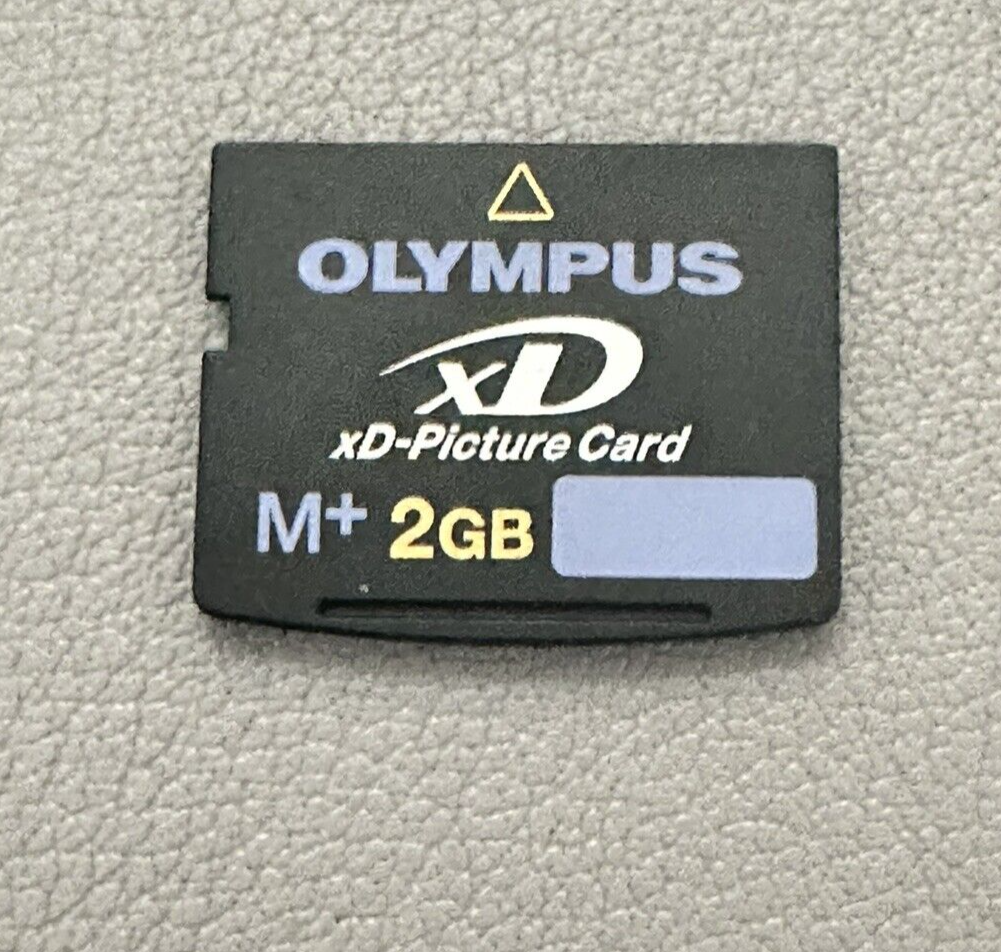 OLYMPUS
xD
xD-Picture Card
M+ 2GB